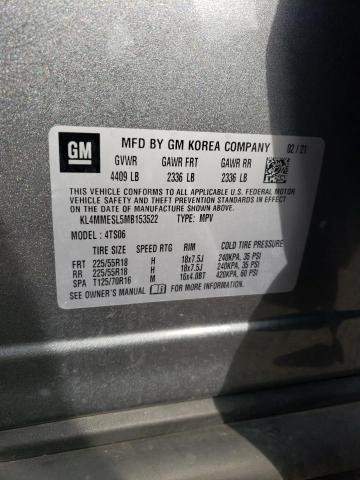 GM
MFD BY GM KOREA COMPANY 02 / 21
GVWR GAWR FRT GAWR RR
4409 LB 2336 LB 2336 LB
THIS VEHICLE CONFORMS TO ALL APPLICABLE U.S. FEDERAL MOTOR
VEHICLE SAFETY, BUMPER, AND
THEFT PREVENTION STANDARDS IN EFFECT ON THE DATE OF
MANUFACTURE SHOWN ABOVE.
KL4MMESL5MB153522 TYPE: MPV
MODEL : 4TS06
TIRE SIZE SPEED RTG RIM COLD TIRE PRESSURE
FRT 225/55R18 H 18x7.5J 240KPA, 35 PSI
RR 225/55R18 H 18x7.5J 240KPA, 35 PSI
SPA T125/70R16 M 16x4.0BT 420KPA, 60 PSI
SEE OWNER'S MANUAL FOR MORE INFORMATION.